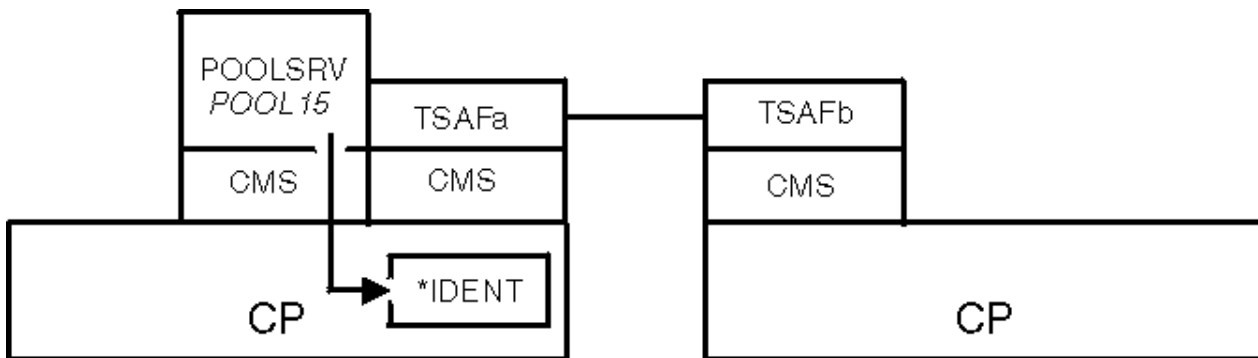 POOLSRV
POOL15
TSAFa
TSAFb
CMS
CMS
CMS
*IDENT
CP
CP